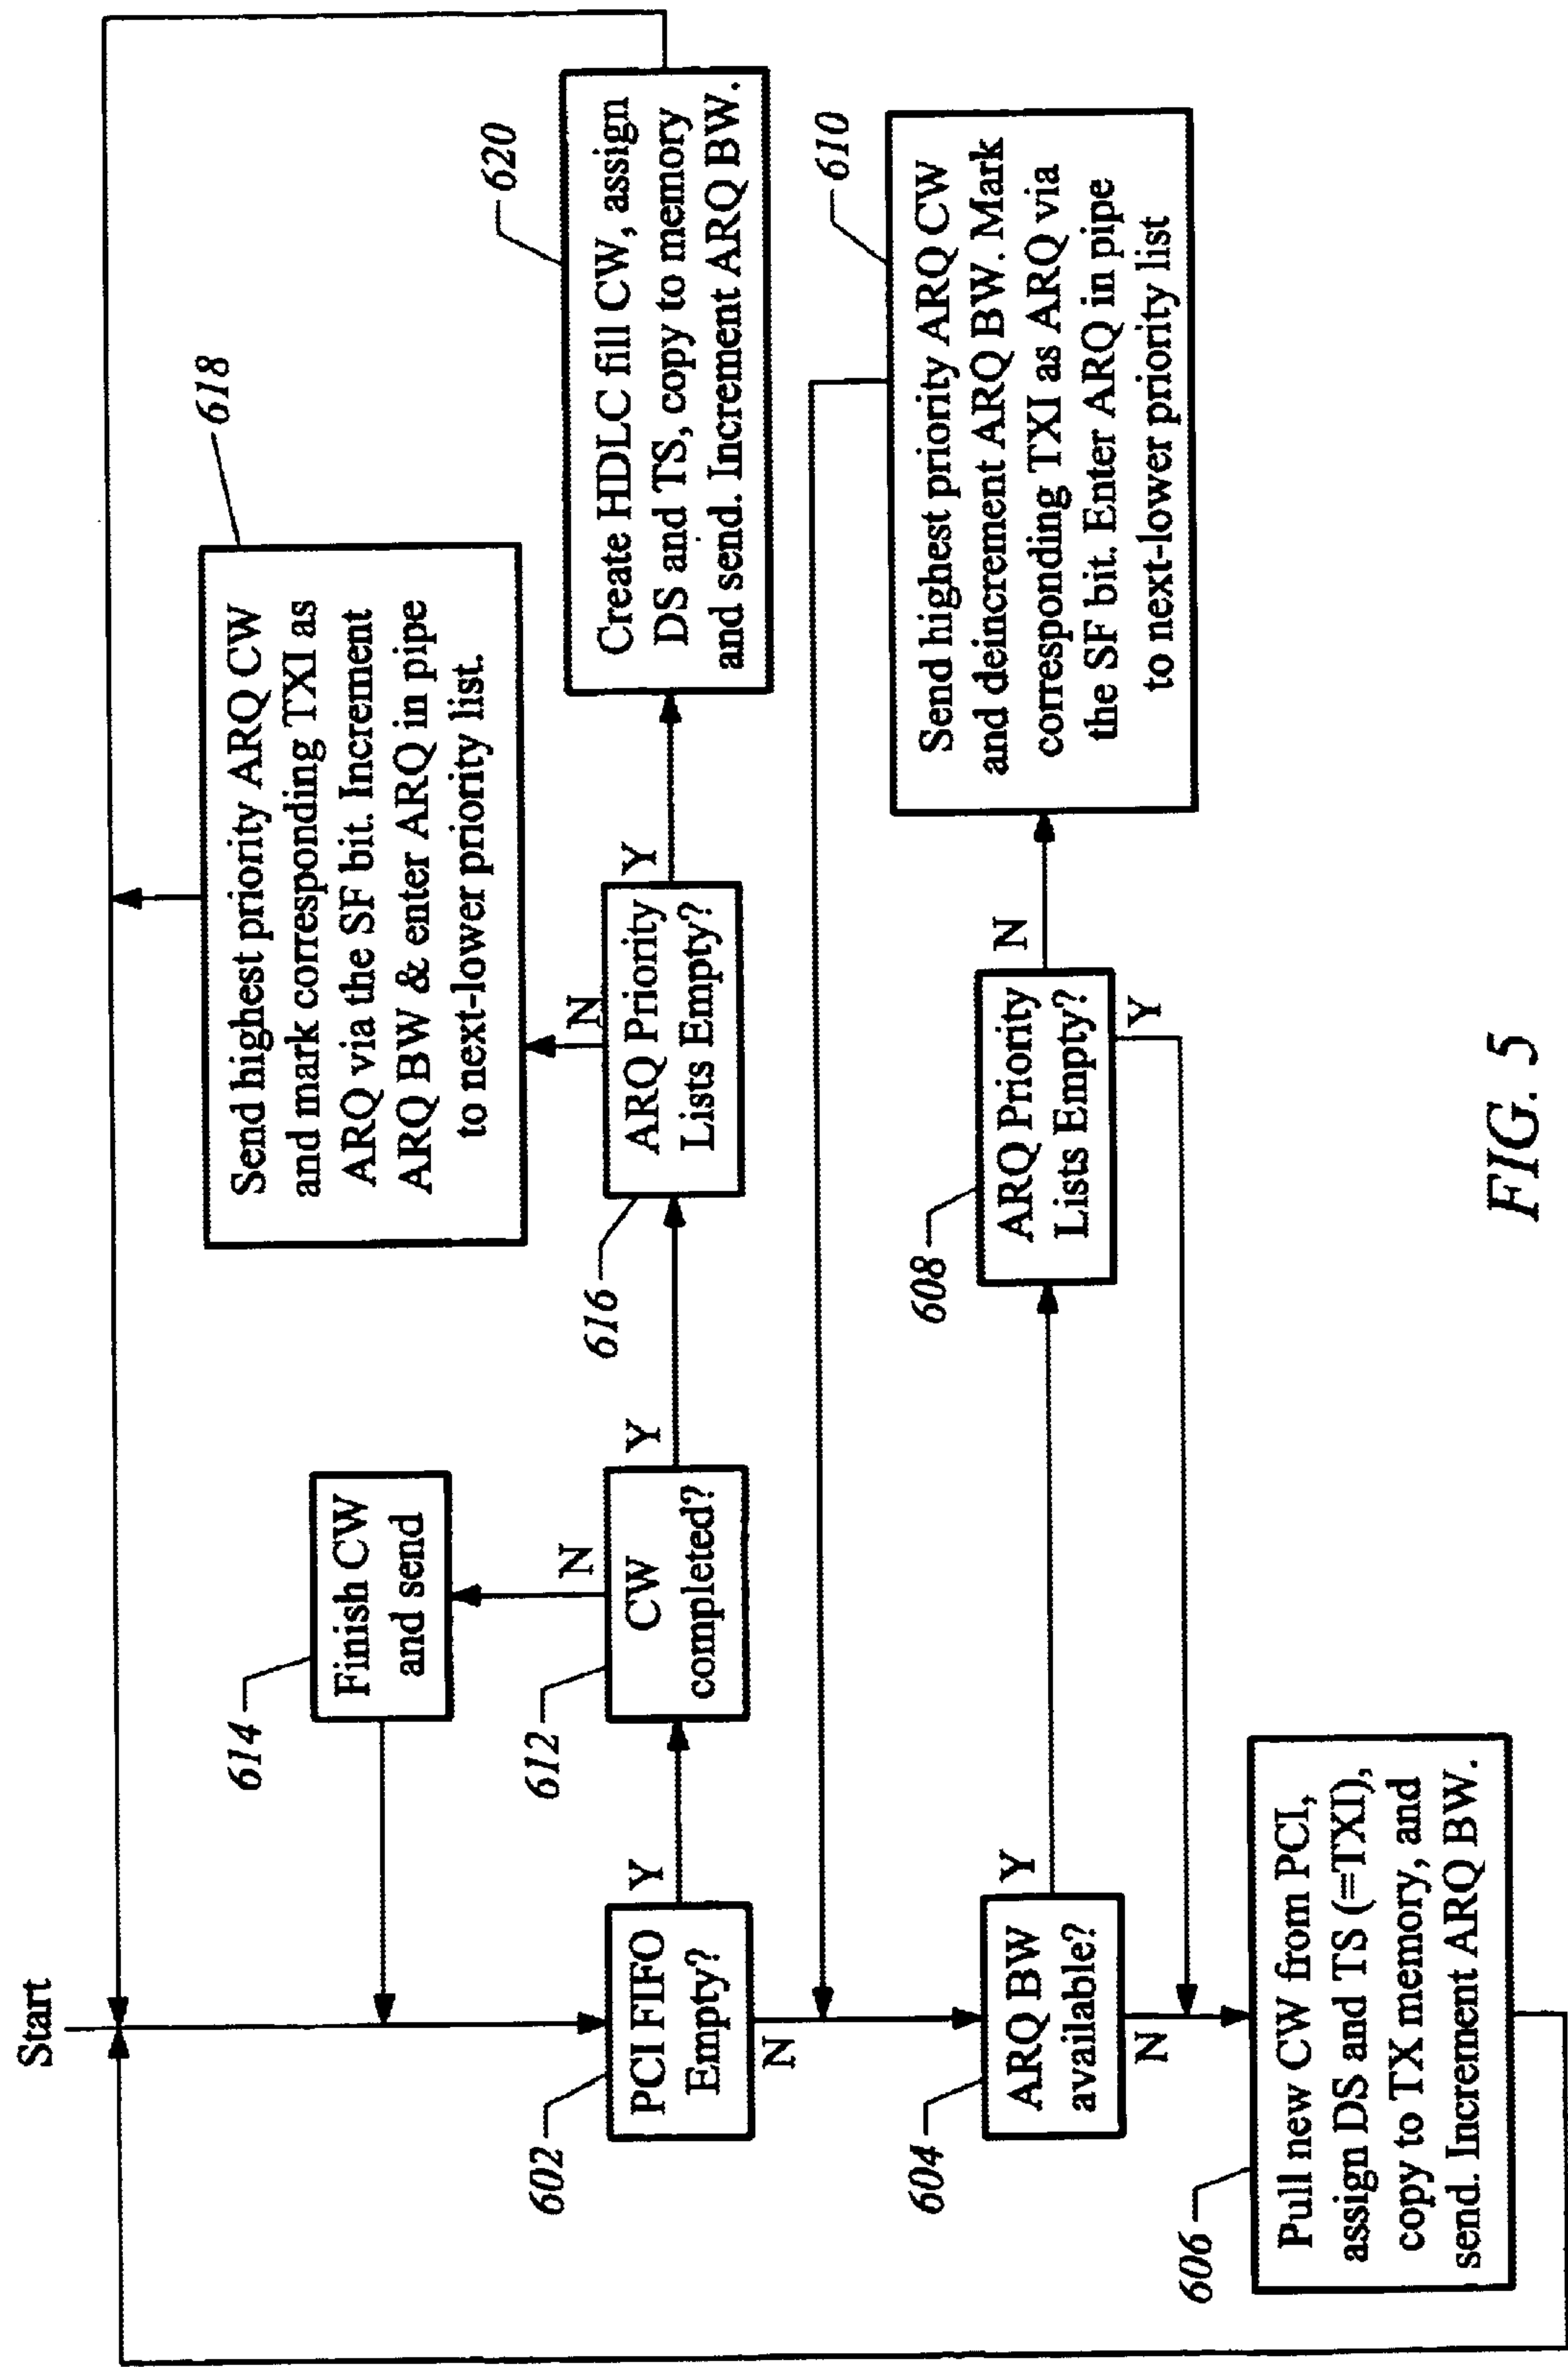 Start
602
PCI FIFO
Empty?
Y
N
612
CW
completed?
N
Y
614
Finish CW
and send
616
ARQ Priority
Lists Empty?
N
Y
618
Send highest priority ARQ CW
and mark corresponding TXI as
ARQ via the SF bit. Increment
ARQ BW & enter ARQ in pipe
to next-lower priority list.
620
Create HDLC fill CW, assign
DS and TS, copy to memory
and send. Increment ARQ BW.
604
ARQ BW
available?
Y
N
608
ARQ Priority
Lists Empty?
N
Y
610
Send highest priority ARQ CW
and deincrement ARQ BW. Mark
corresponding TXI as ARQ via
the SF bit. Enter ARQ in pipe
to next-lower priority list
606
Pull new CW from PCI,
assign DS and TS (=TXI),
copy to TX memory, and
send. Increment ARQ BW.
FIG. 5